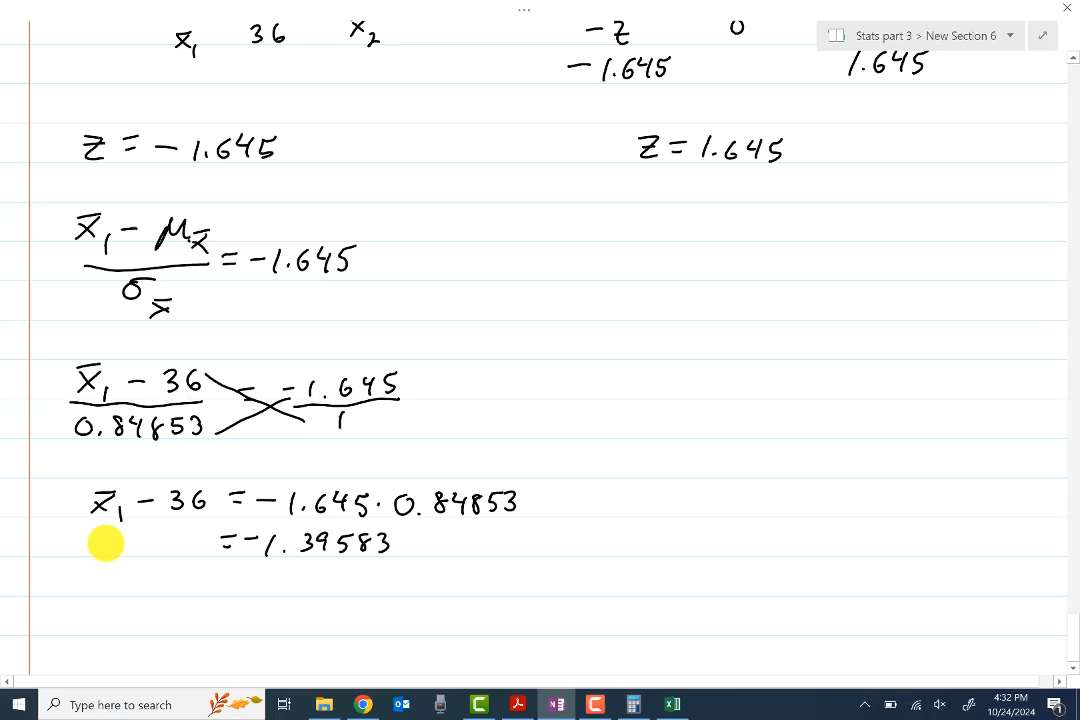 x̄₁ 36 x̄₂ -z 0
Stats part 3 > New Section 6
-1.645 1.645
z = -1.645 z = 1.645
x̄₁ - μx̄
= -1.645
σx̄
x̄₁ - 36 = -1.645
0.84853 1
x̄₁ - 36 = -1.645 · 0.84853
= -1.39583
Type here to search
4:32 PM
10/24/2024